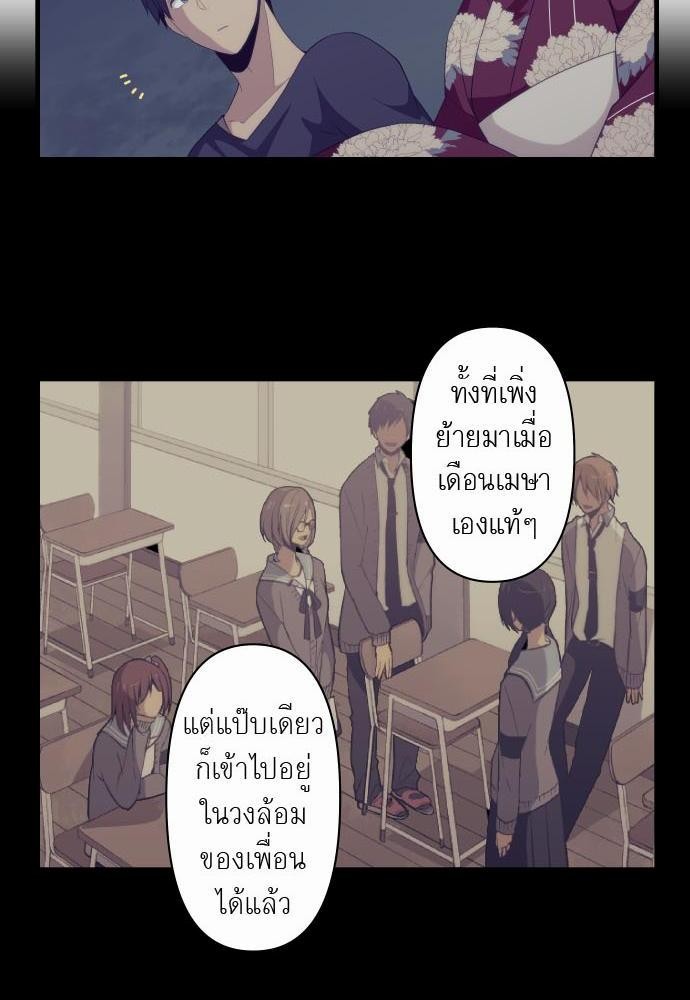 ทั้งที่เพิ่ง
ย้ายมาเมื่อ
เดือนเมษา
เองแท้ๆ
แต่แป๊บเดียว
ก็เข้าไปอยู่
ในวงล้อม
ของเพื่อน
ได้แล้ว